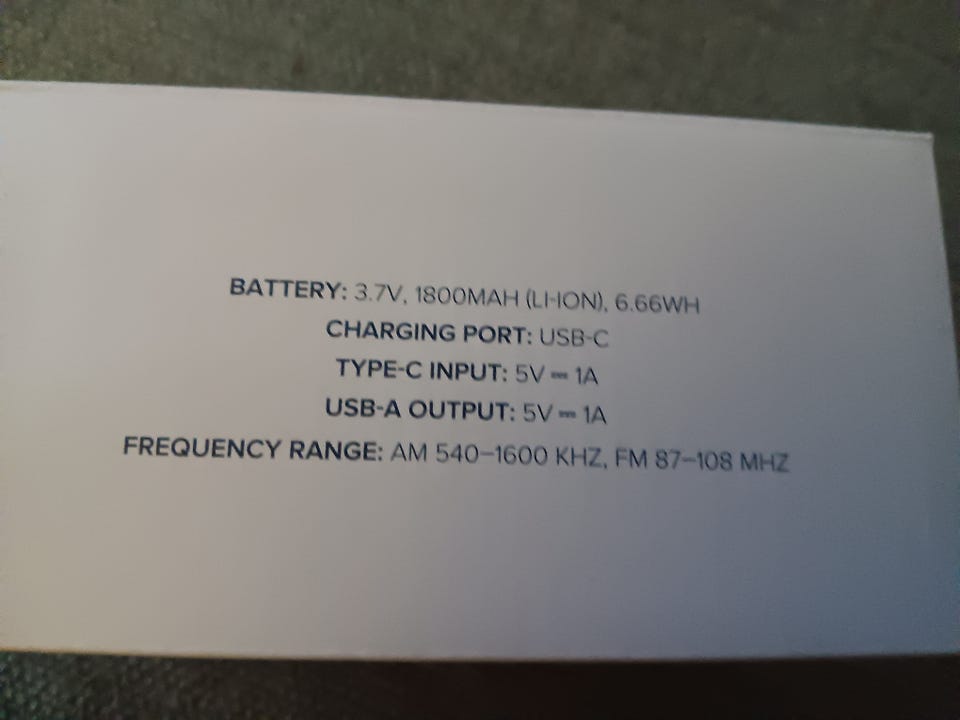 BATTERY: 3.7V, 1800MAH (LI-ION), 6.66WH
CHARGING PORT: USB-C
TYPE-C INPUT: 5V ⎓ 1A
USB-A OUTPUT: 5V ⎓ 1A
FREQUENCY RANGE: AM 540–1600 KHZ, FM 87–108 MHZ